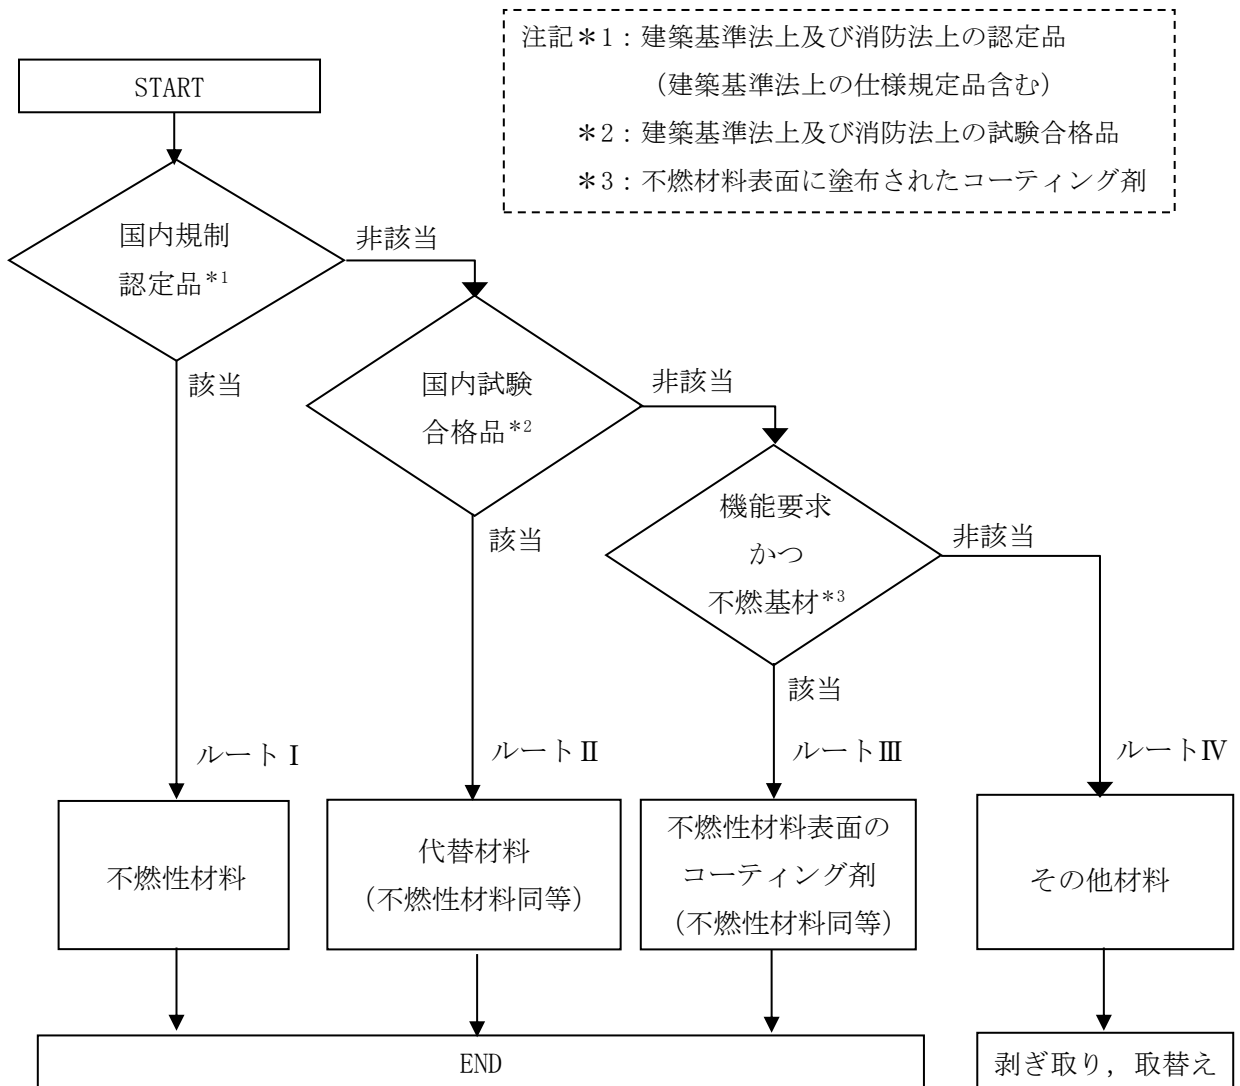 注記*1：建築基準法上及び消防法上の認定品
（建築基準法上の仕様規定品含む）
*2：建築基準法上及び消防法上の試験合格品
*3：不燃材料表面に塗布されたコーティング剤
START
国内規制
認定品*1
非該当
該当
国内試験
合格品*2
非該当
該当
機能要求
かつ
不燃基材*3
非該当
該当
ルートⅠ
ルートⅡ
ルートⅢ
ルートⅣ
不燃性材料
代替材料
（不燃性材料同等）
不燃性材料表面の
コーティング剤
（不燃性材料同等）
その他材料
END
剥ぎ取り，取替え